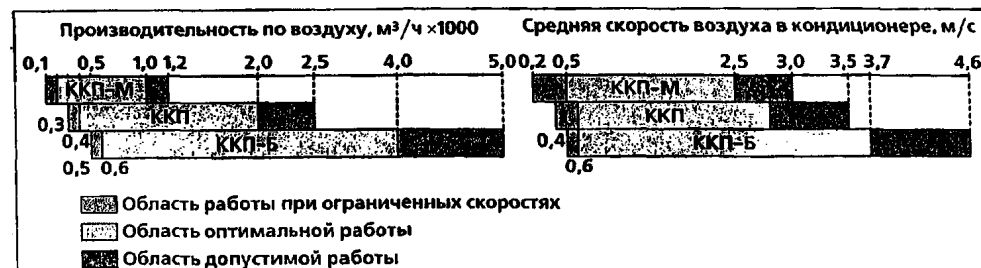 Производительность по воздуху, м³/ч ×1000 Средняя скорость воздуха в кондиционере, м/с
0,1 0,5 1,0 1,2 2,0 2,5 4,0 5,0 0,2 0,5 2,5 3,0 3,5 3,7 4,6
ККП-М ККП-М
0,3 ККП ККП
0,4 ККП-Б 0,4 ККП-Б
0,5 0,6 0,6
Область работы при ограниченных скоростях
Область оптимальной работы
Область допустимой работы